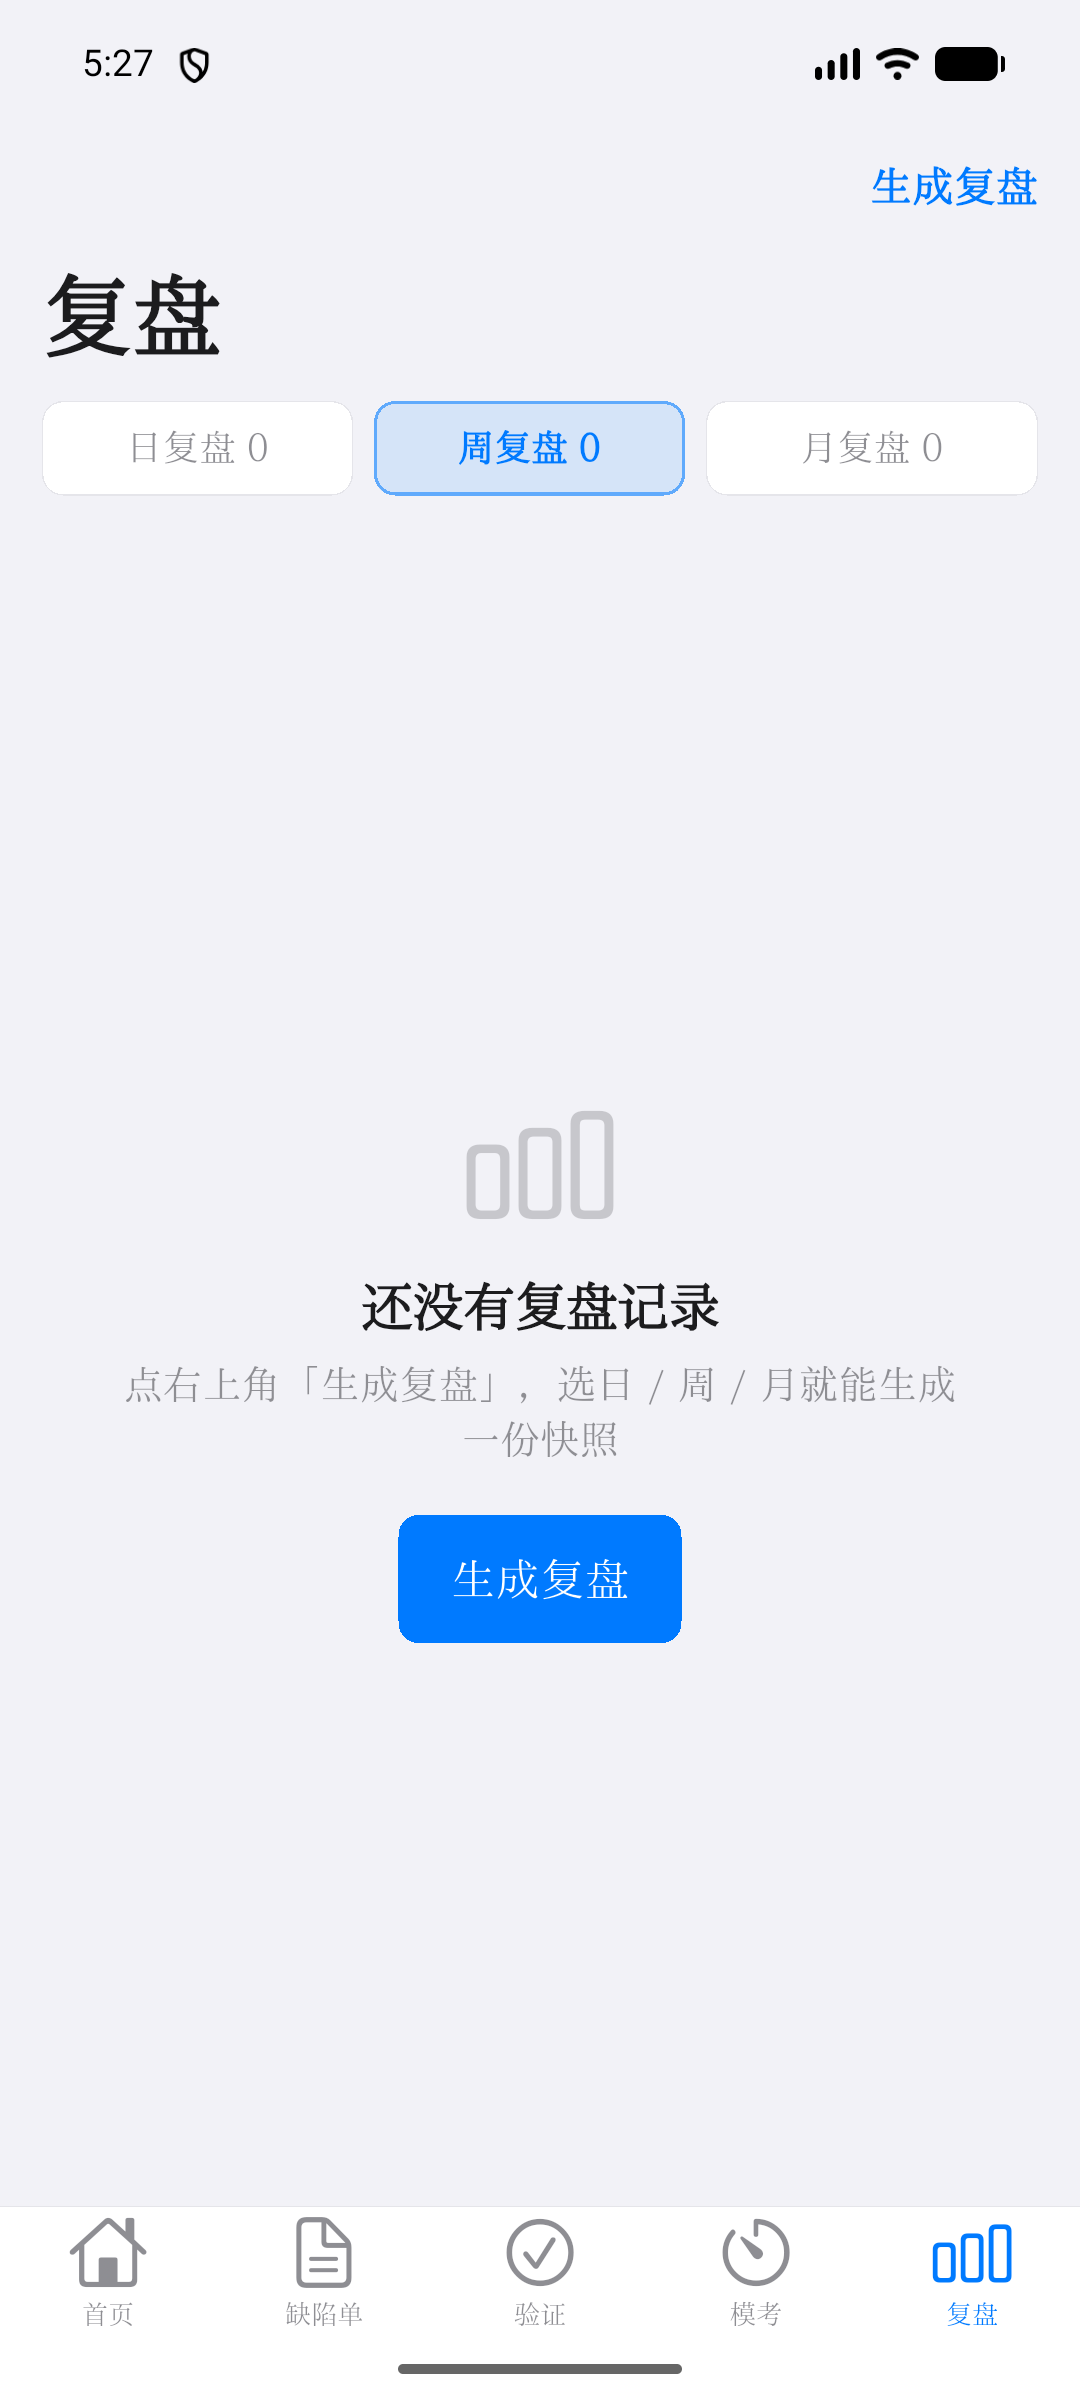 5:27
生成复盘
复盘
日复盘 0
周复盘 0
月复盘 0
还没有复盘记录
点右上角「生成复盘」，选日 / 周 / 月就能生成
一份快照
生成复盘
首页
缺陷单
验证
模考
复盘